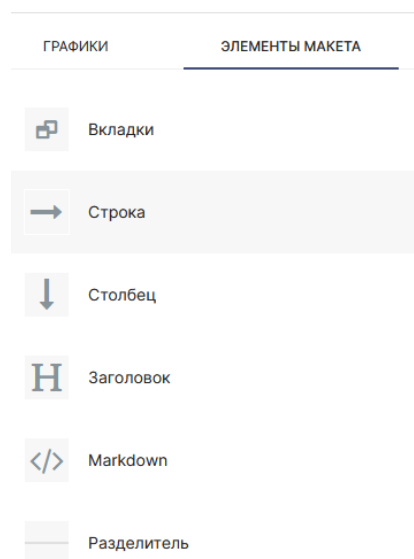 ГРАФИКИ ЭЛЕМЕНТЫ МАКЕТА
Вкладки
Строка
Столбец
Заголовок
Markdown
Разделитель